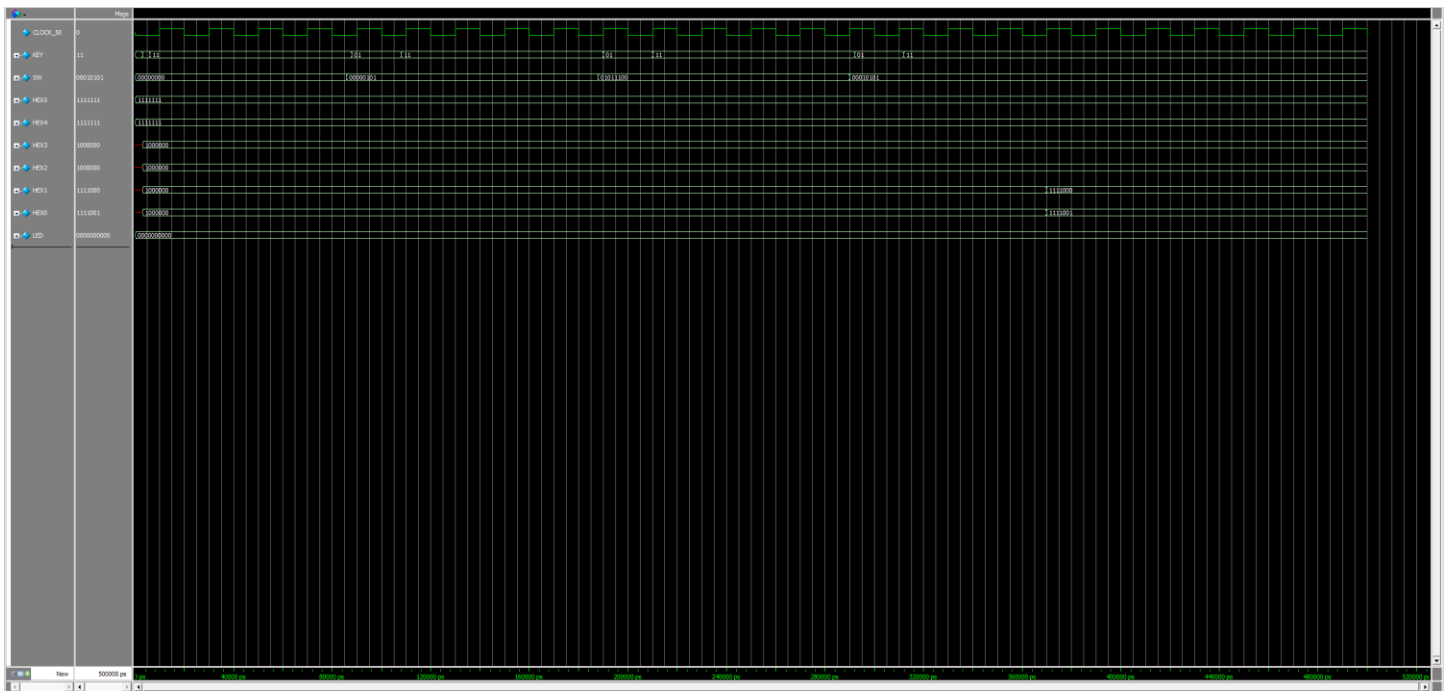 Msgs
CLOCK_50 0
KEY 11 11 01 11 01 11 01 11
SW 00010101 00000000 00000101 01011100 00010101
HEX5 1111111 1111111
HEX4 1111111 1111111
HEX3 1000000 1000000
HEX2 1000000 1000000
HEX1 1111000 1000000 1111000
HEX0 1111001 1000000 1111001
LED 0000000000 0000000000
Now 500000 ps 40000 ps 80000 ps 120000 ps 160000 ps 200000 ps 240000 ps 280000 ps 320000 ps 360000 ps 400000 ps 440000 ps 480000 ps 520000 ps